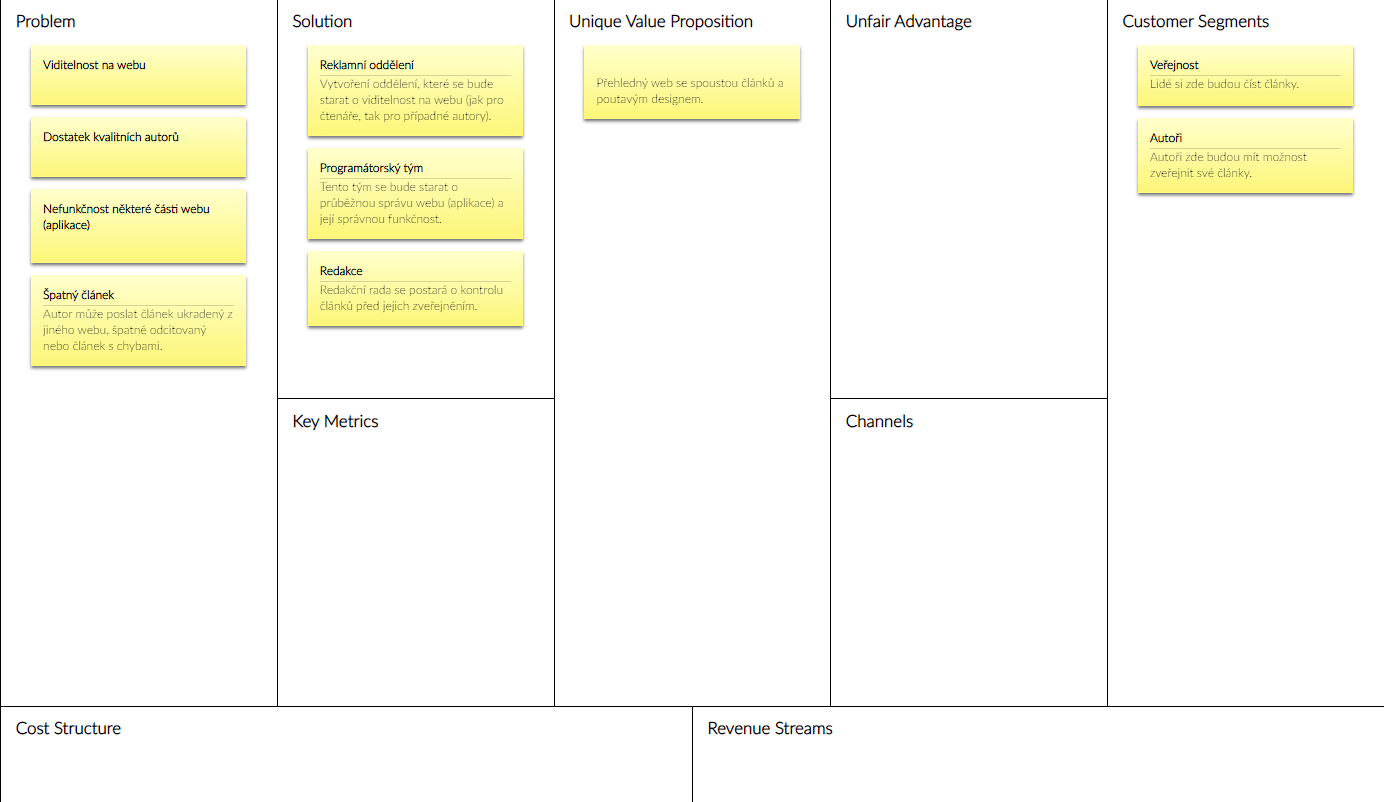 Problem
Viditelnost na webu
Dostatek kvalitních autorů
Nefunkčnost některé části webu
(aplikace)
Špatný článek
Autor může poslat článek ukradený z
jiného webu, špatně odcitovaný
nebo článek s chybami.
Solution
Reklamní oddělení
Vytvoření oddělení, které se bude
starat o viditelnost na webu (jak pro
čtenáře, tak pro případné autory).
Programátorský tým
Tento tým se bude starat o
průběžnou správu webu (aplikace) a
její správnou funkčnost.
Redakce
Redakční rada se postará o kontrolu
článků před jejich zveřejněním.
Key Metrics
Unique Value Proposition
Přehledný web se spoustou článků a
poutavým designem.
Unfair Advantage
Channels
Customer Segments
Veřejnost
Lidé si zde budou číst články.
Autoři
Autoři zde budou mít možnost
zveřejnit své články.
Cost Structure
Revenue Streams